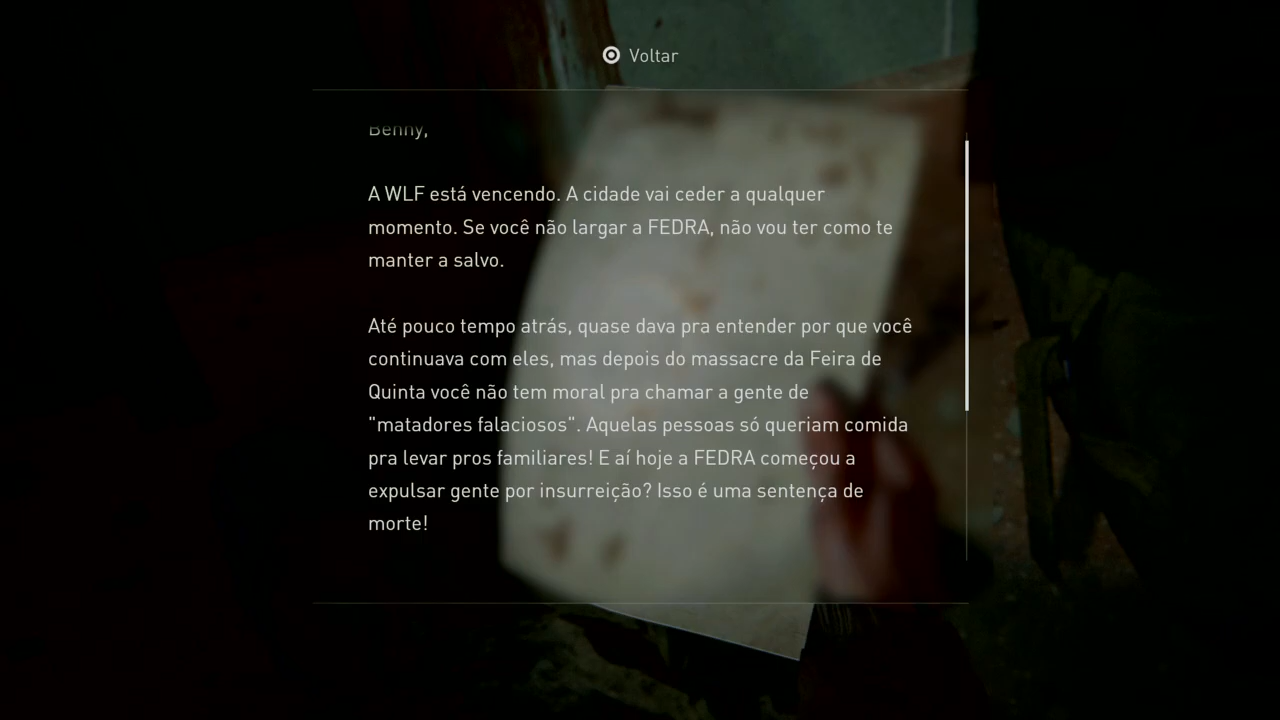 Voltar
Benny,
A WLF está vencendo. A cidade vai ceder a qualquer
momento. Se você não largar a FEDRA, não vou ter como te
manter a salvo.
Até pouco tempo atrás, quase dava pra entender por que você
continuava com eles, mas depois do massacre da Feira de
Quinta você não tem moral pra chamar a gente de
"matadores falaciosos". Aquelas pessoas só queriam comida
pra levar pros familiares! E aí hoje a FEDRA começou a
expulsar gente por insurreição? Isso é uma sentença de
morte!